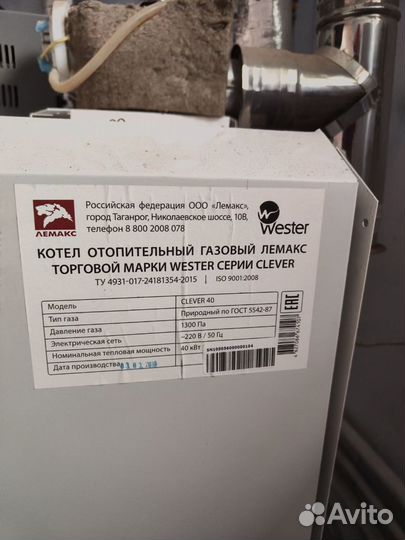 ЛЕМАКС
Российская федерация ООО «Лемакс»,
город Таганрог, Николаевское шоссе, 10В,
телефон 8 800 2008 078
Wester
КОТЕЛ ОТОПИТЕЛЬНЫЙ ГАЗОВЫЙ ЛЕМАКС
ТОРГОВОЙ МАРКИ WESTER СЕРИИ CLEVER
ТУ 4931-017-24181354-2015 | ISO 9001:2008
Модель CLEVER 40
Тип газа Природный по ГОСТ 5542-87
Давление газа 1300 Па
Электрическая сеть ~220 В / 50 Гц
Номинальная тепловая мощность 40 кВт
Дата производства
EAC
Avito